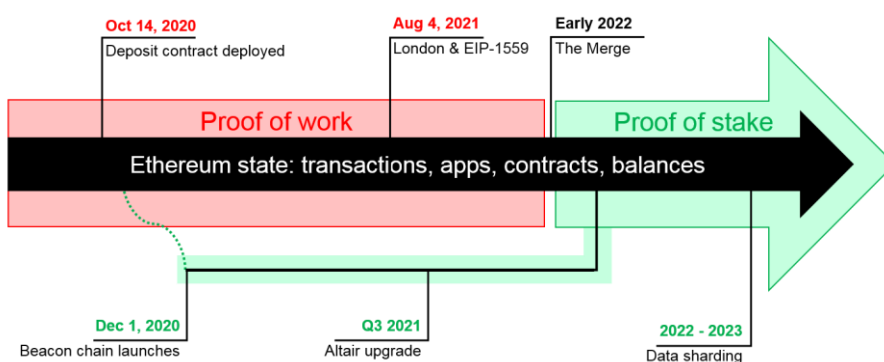 Oct 14, 2020
Deposit contract deployed
Aug 4, 2021
London & EIP-1559
Early 2022
The Merge
Proof of work
Proof of stake
Ethereum state: transactions, apps, contracts, balances
Dec 1, 2020
Beacon chain launches
Q3 2021
Altair upgrade
2022 - 2023
Data sharding